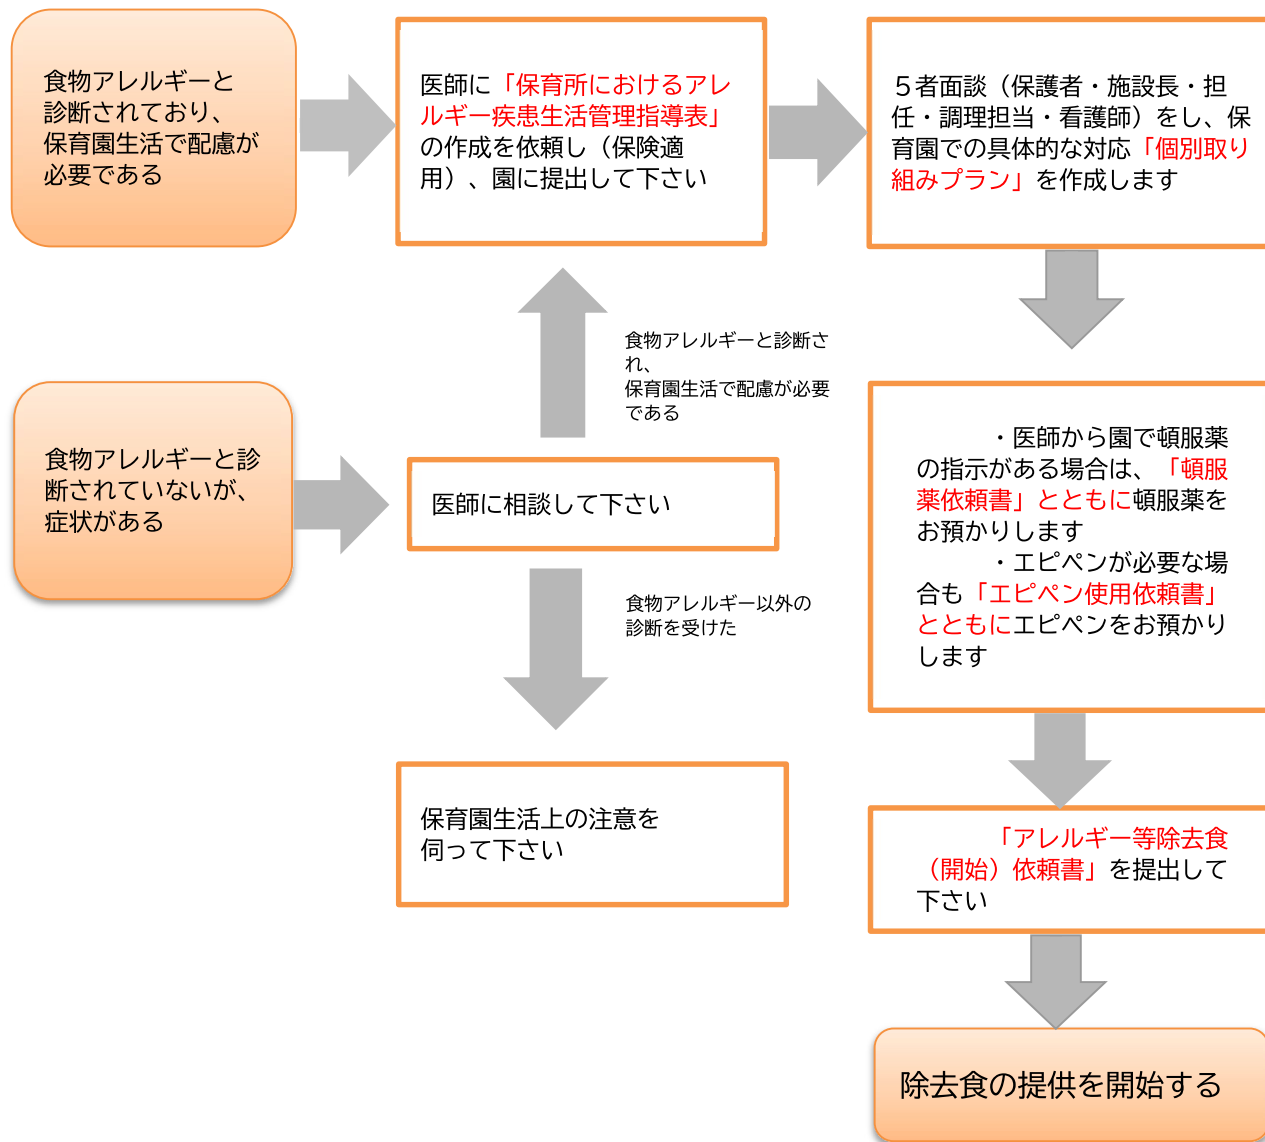 食物アレルギーと
診断されており、
保育園生活で配慮が
必要である
医師に「保育所におけるアレ
ルギー疾患生活管理指導表」
の作成を依頼し（保険適
用）、園に提出して下さい
５者面談（保護者・施設長・担
任・調理担当・看護師）をし、保
育園での具体的な対応「個別取り
組みプラン」を作成します
食物アレルギーと診断さ
れ、
保育園生活で配慮が必要
である
食物アレルギーと診
断されていないが、
症状がある
医師に相談して下さい
食物アレルギー以外の
診断を受けた
保育園生活上の注意を
伺って下さい
・医師から園で頓服薬
の指示がある場合は、「頓服
薬依頼書」とともに頓服薬を
お預かりします
・エピペンが必要な場
合も「エピペン使用依頼書」
とともにエピペンをお預かり
します
「アレルギー等除去食
（開始）依頼書」を提出して
下さい
除去食の提供を開始する